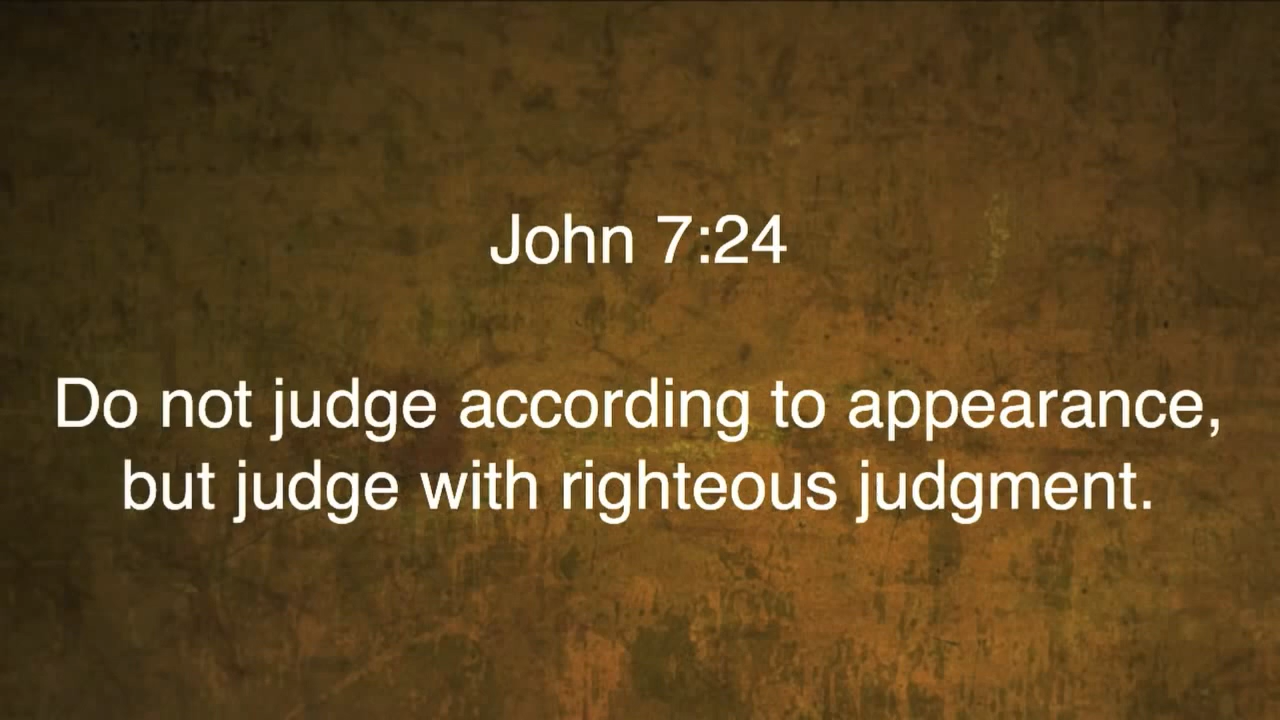 John 7:24
Do not judge according to appearance,
but judge with righteous judgment.